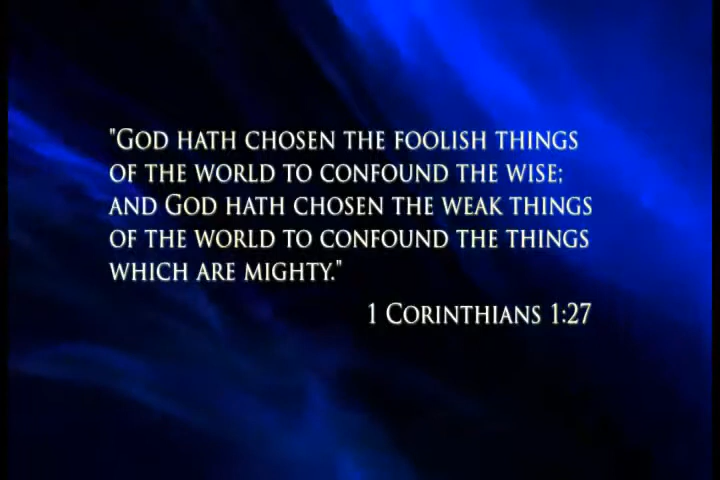 "God hath chosen the foolish things
of the world to confound the wise;
and God hath chosen the weak things
of the world to confound the things
which are mighty."
1 Corinthians 1:27